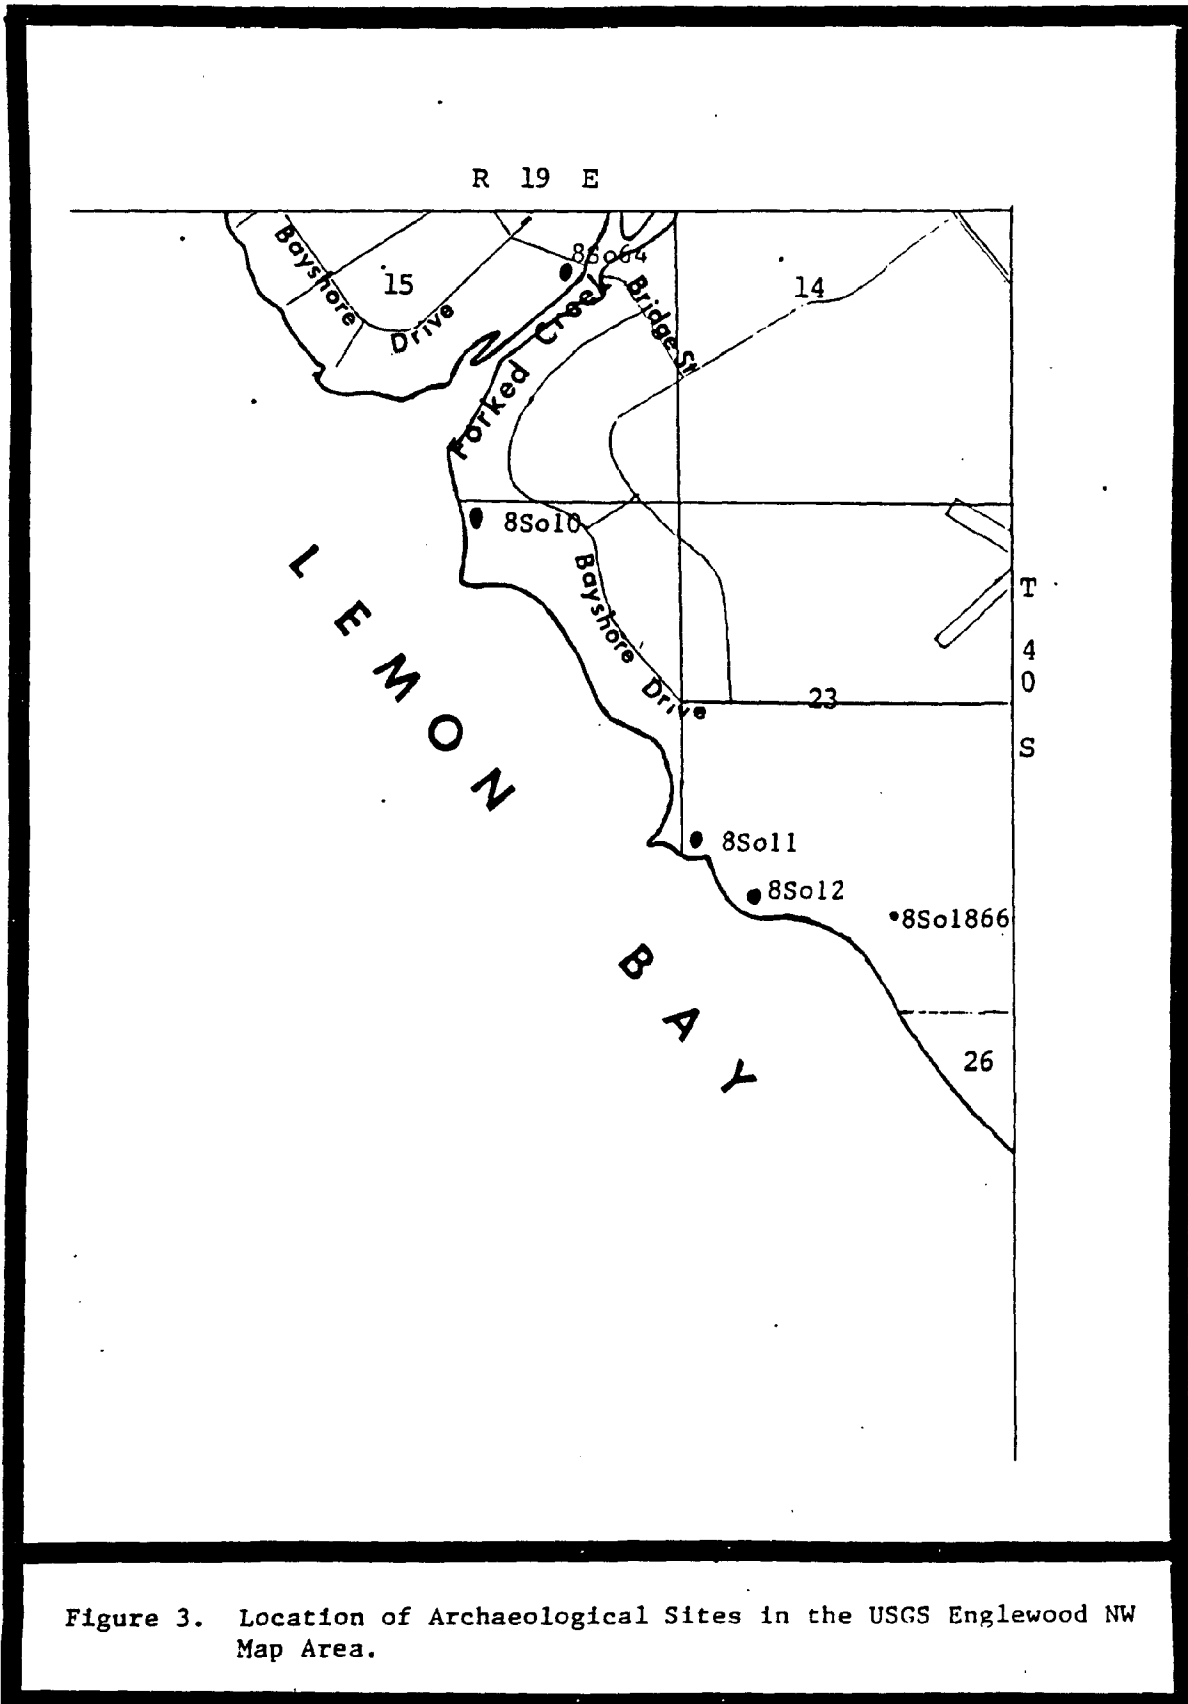 R 19 E
8So64
Bayshore
15
Drive
Forked Creek
Bridge St
14
8So10
LEMON
Bayshore
Drive
T
4
0
S
23
8So11
8So12
8So1866
BAY
26
Figure 3. Location of Archaeological Sites in the USGS Englewood NW
Map Area.